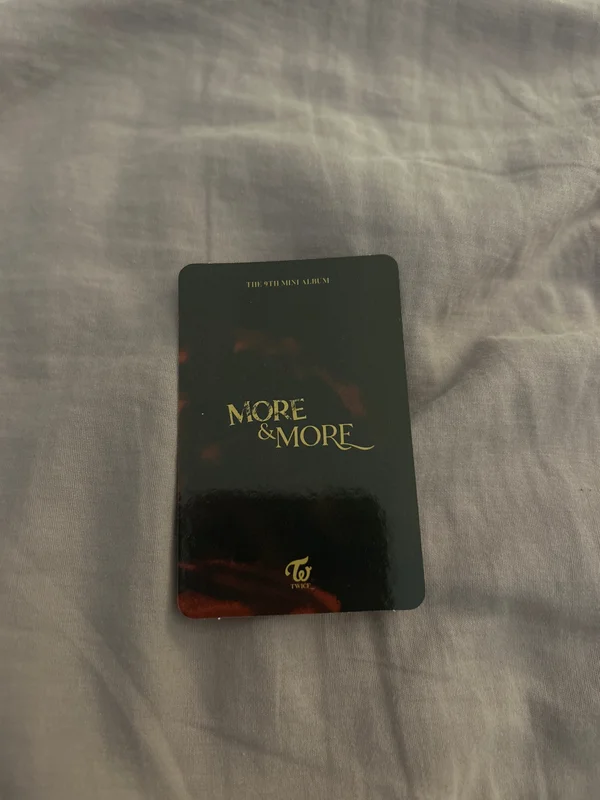 THE 9TH MINI ALBUM
MORE
&MORE
TWICE